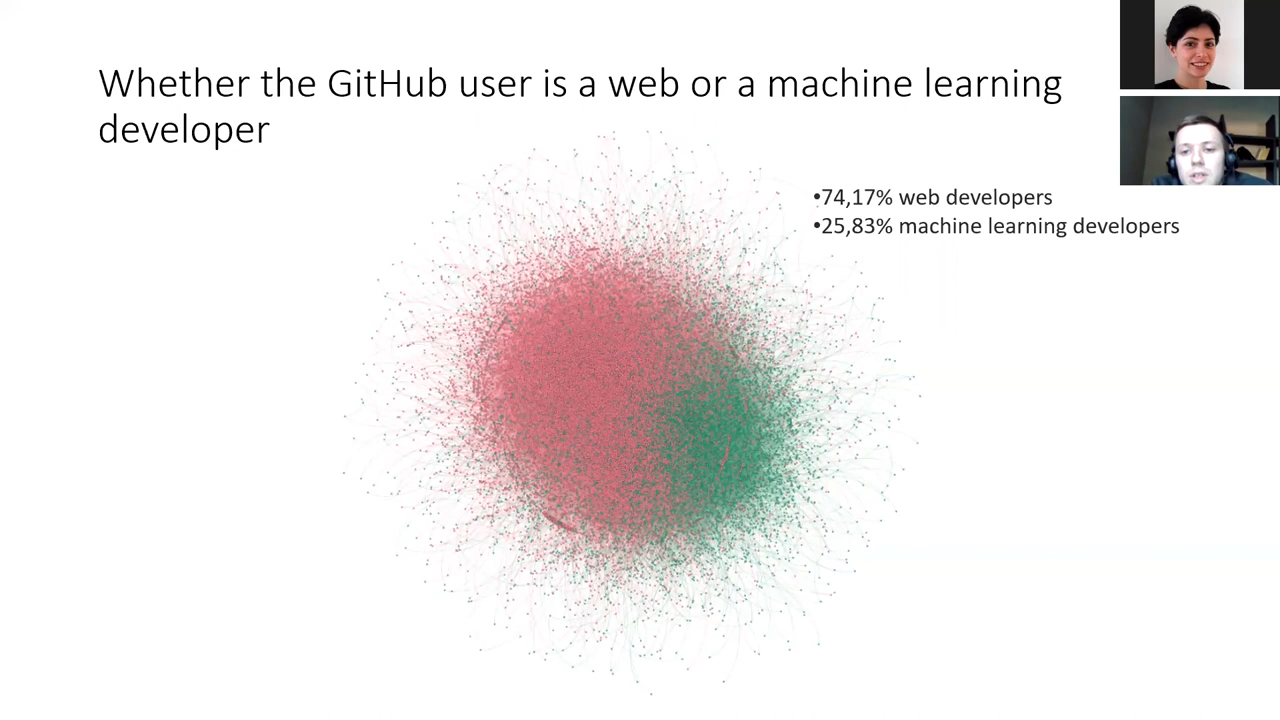 Whether the GitHub user is a web or a machine learning
developer
•74,17% web developers
•25,83% machine learning developers